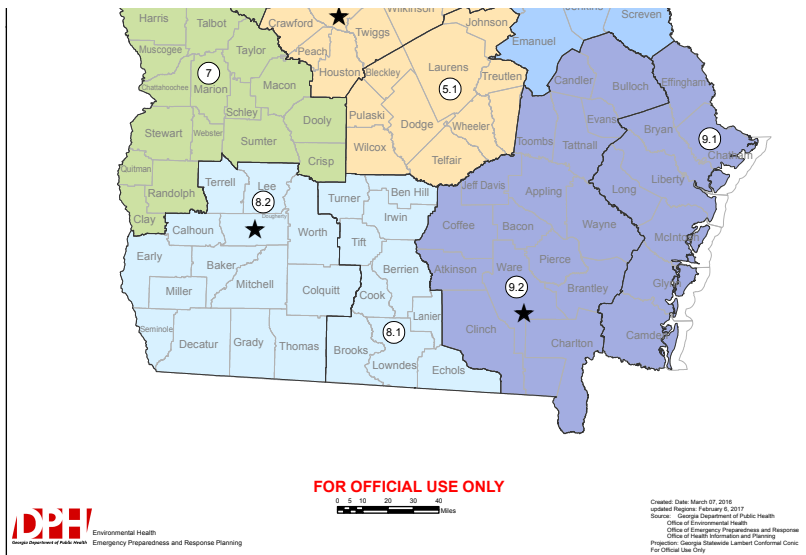 Wilkinson
Jenkins
Screven
Harris
Talbot
Crawford
Johnson
Twiggs
Emanuel
Muscogee
Taylor
Peach
Houston
Bleckley
Laurens
Treutlen
7
Candler
Bulloch
Effingham
Chattahoochee
Marion
Macon
5.1
Schley
Dooly
Pulaski
Dodge
Wheeler
Evans
Bryan
9.1
Stewart
Webster
Sumter
Wilcox
Toombs
Tattnall
Chatham
Crisp
Telfair
Quitman
Terrell
Lee
Jeff Davis
Liberty
Randolph
8.2
Turner
Ben Hill
Appling
Long
Clay
Dougherty
Irwin
Calhoun
Worth
Coffee
Bacon
Wayne
Tift
McIntosh
Early
Baker
Berrien
Atkinson
Ware
Pierce
Miller
Mitchell
Colquitt
Cook
9.2
Brantley
Glynn
Lanier
Seminole
8.1
Clinch
Camden
Decatur
Grady
Thomas
Brooks
Charlton
Lowndes
Echols
FOR OFFICIAL USE ONLY
0 5 10 20 30 40
Miles
DPH
Georgia Department of Public Health
Environmental Health
Emergency Preparedness and Response Planning
Created: Date: March 07, 2016
updated Regions: February 6, 2017
Source: Georgia Department of Public Health
Office of Environmental Health
Office of Emergency Preparedness and Response
Office of Health Information and Planning
Projection: Georgia Statewide Lambert Conformal Conic
For Official Use Only